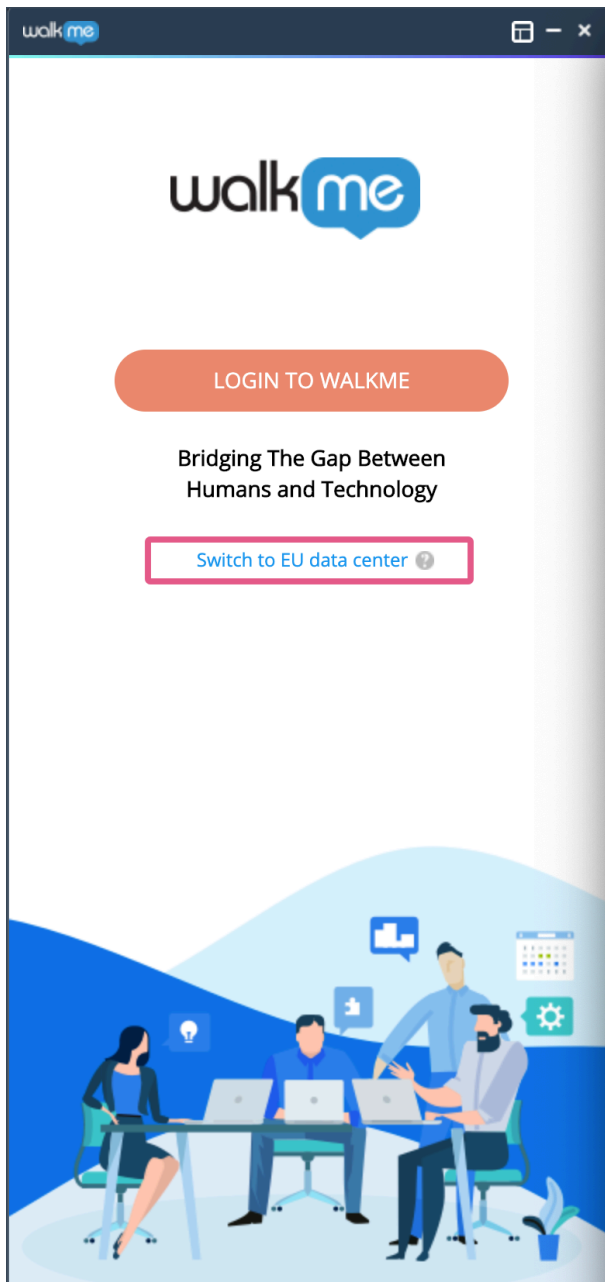 walkme
walkme
LOGIN TO WALKME
Bridging The Gap Between
Humans and Technology
Switch to EU data center ?